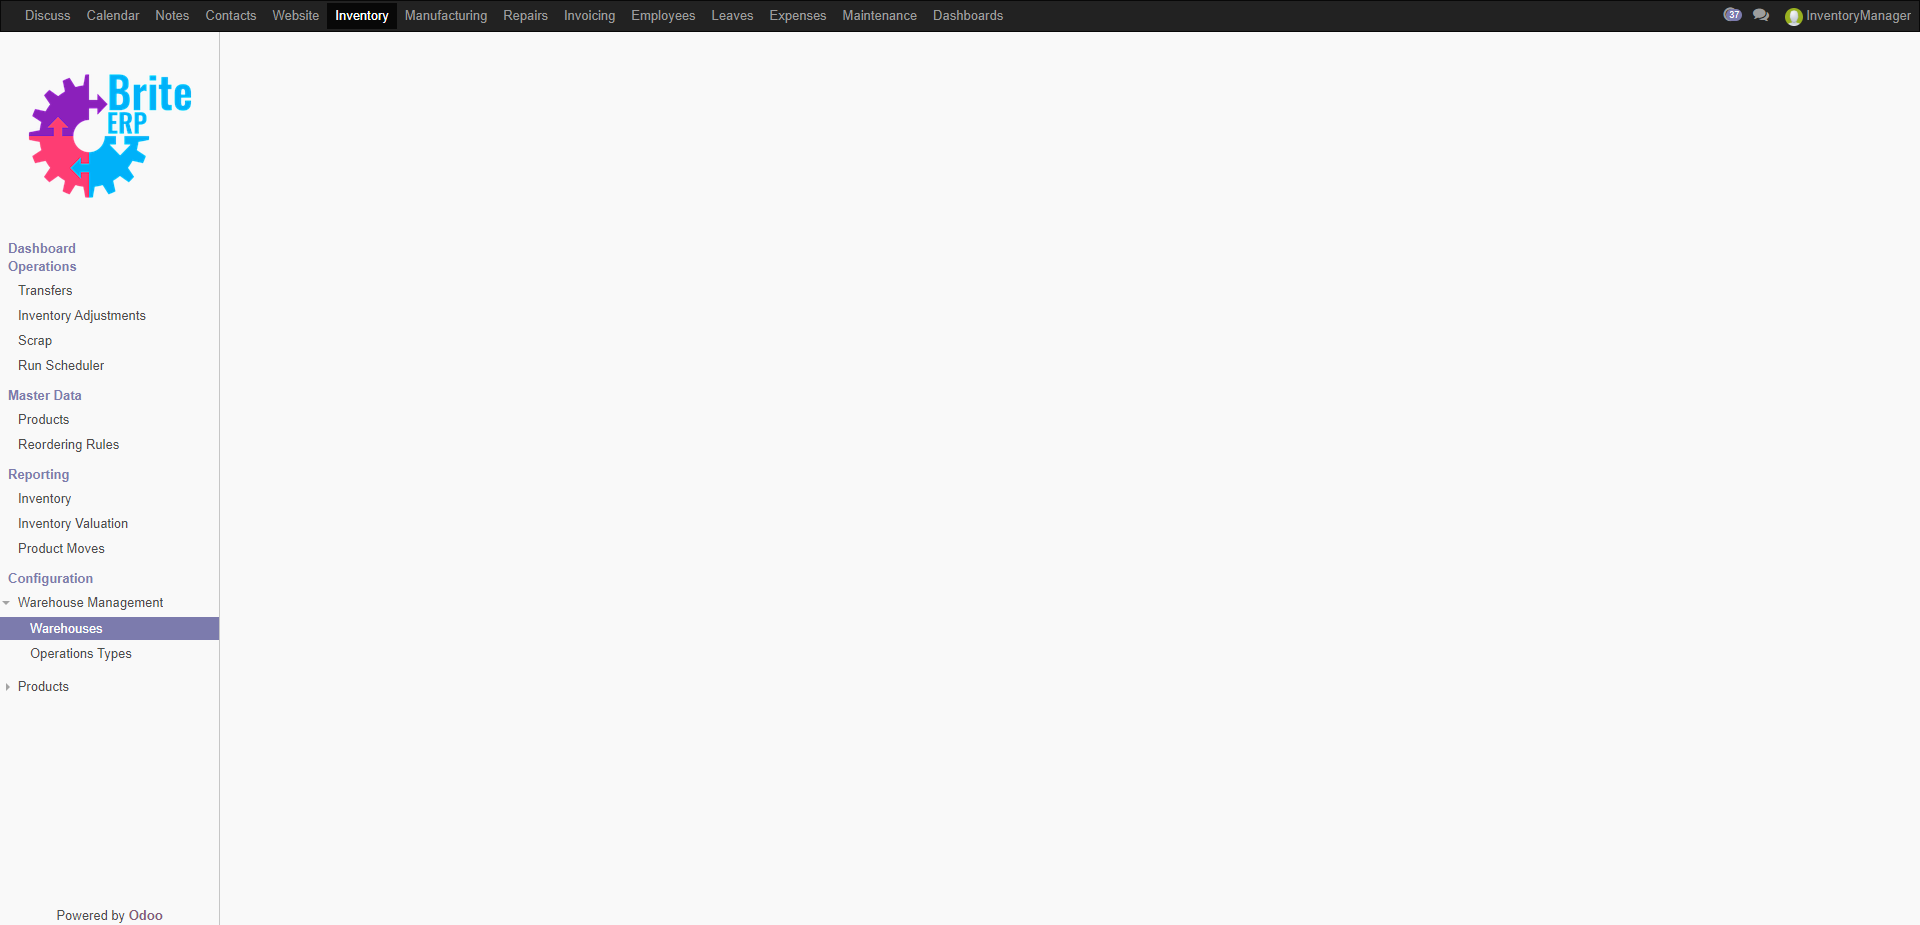 Discuss Calendar Notes Contacts Website Inventory Manufacturing Repairs Invoicing Employees Leaves Expenses Maintenance Dashboards 37 InventoryManager
Brite
ERP
Dashboard
Operations
Transfers
Inventory Adjustments
Scrap
Run Scheduler
Master Data
Products
Reordering Rules
Reporting
Inventory
Inventory Valuation
Product Moves
Configuration
Warehouse Management
Warehouses
Operations Types
Products
Powered by Odoo